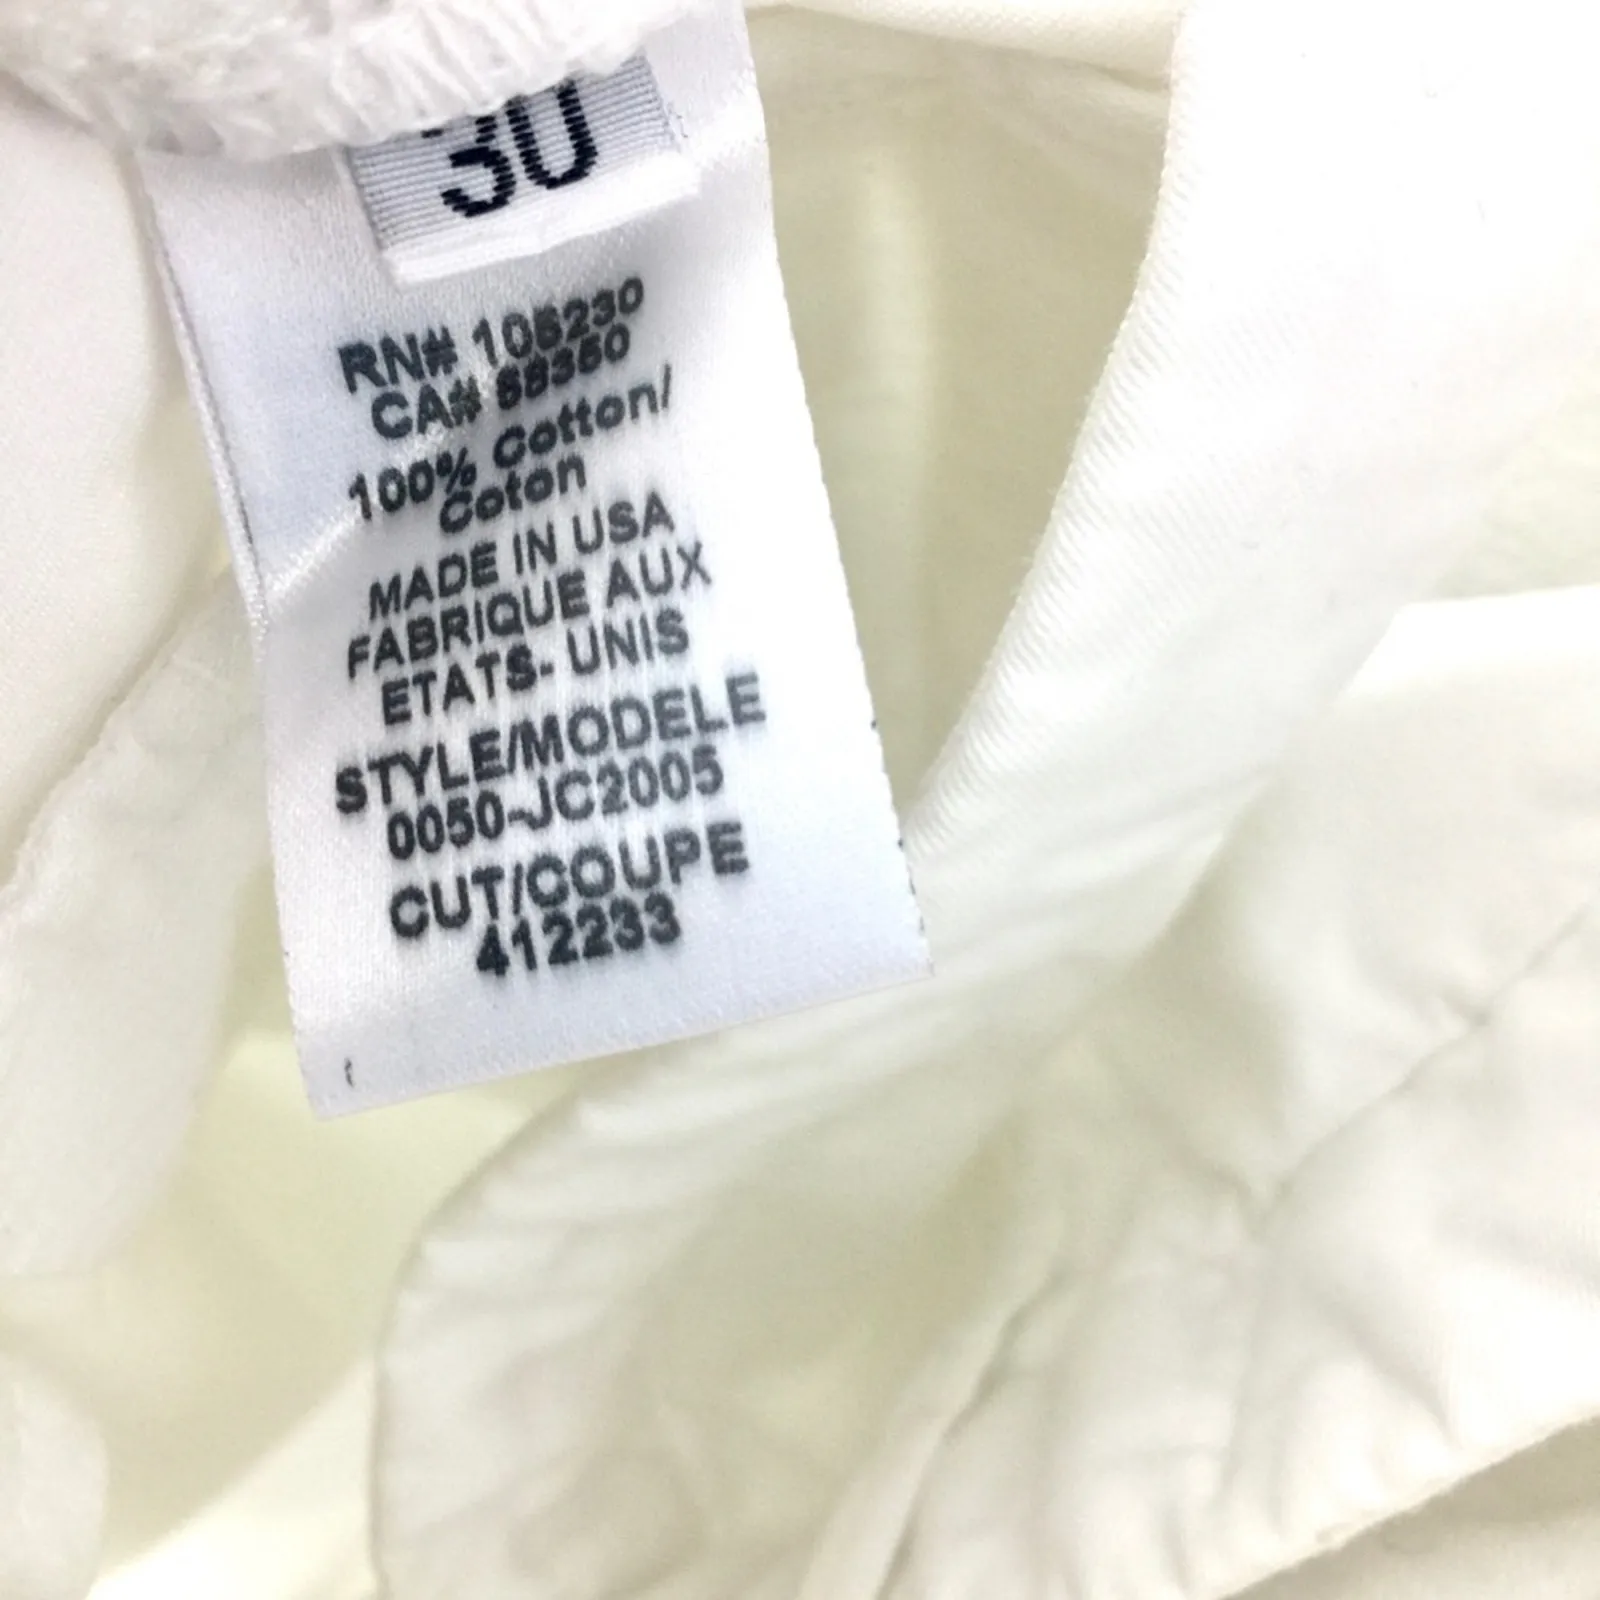 30
RN# 105230
CA# 58350
100% Cotton/
Coton
MADE IN USA
FABRIQUE AUX
ETATS- UNIS
STYLE/MODELE
0050-JC2005
CUT/COUPE
412233